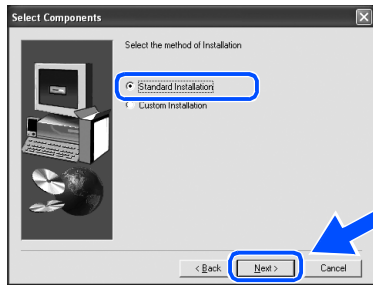 Select Components
Select the method of Installation
Standard Installation
Custom Installation
< Back
Next >
Cancel